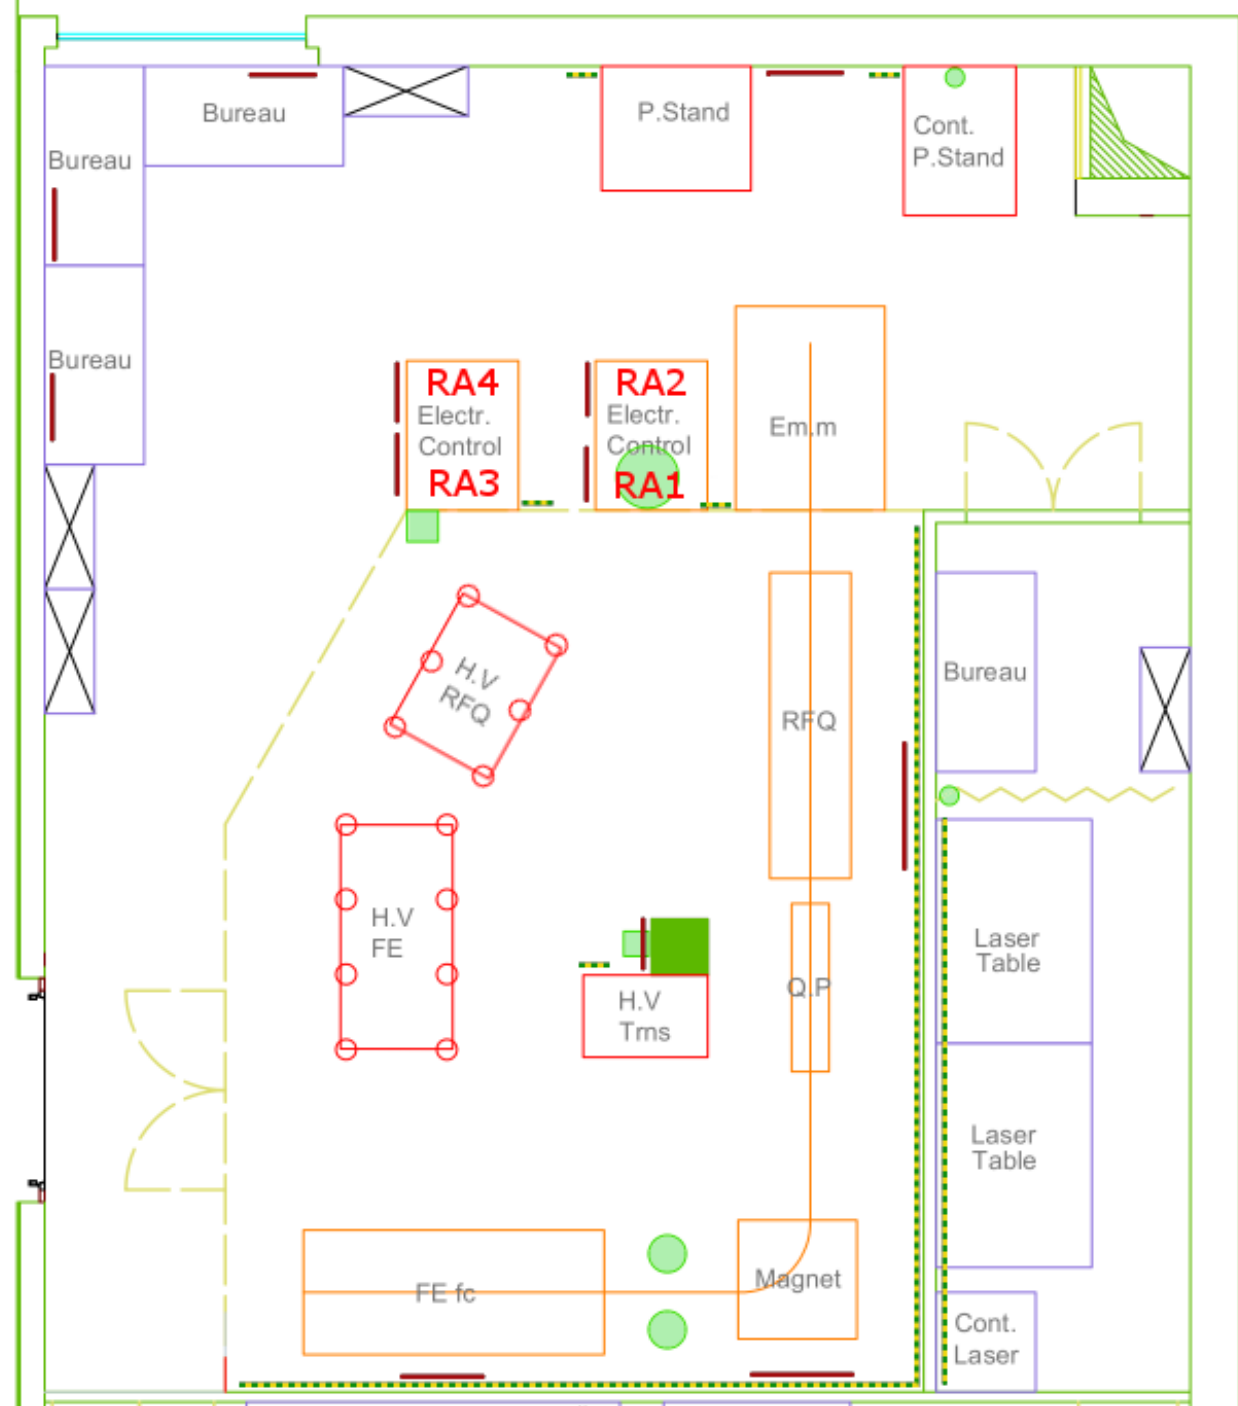 Bureau
P.Stand
Cont.
P.Stand
Bureau
Bureau
RA4
Electr.
Control
RA3
RA2
Electr.
Control
RA1
Em.m
H.V
RFQ
RFQ
Bureau
H.V
FE
H.V
Trns
Q.P
Laser
Table
Laser
Table
FE fc
Magnet
Cont.
Laser